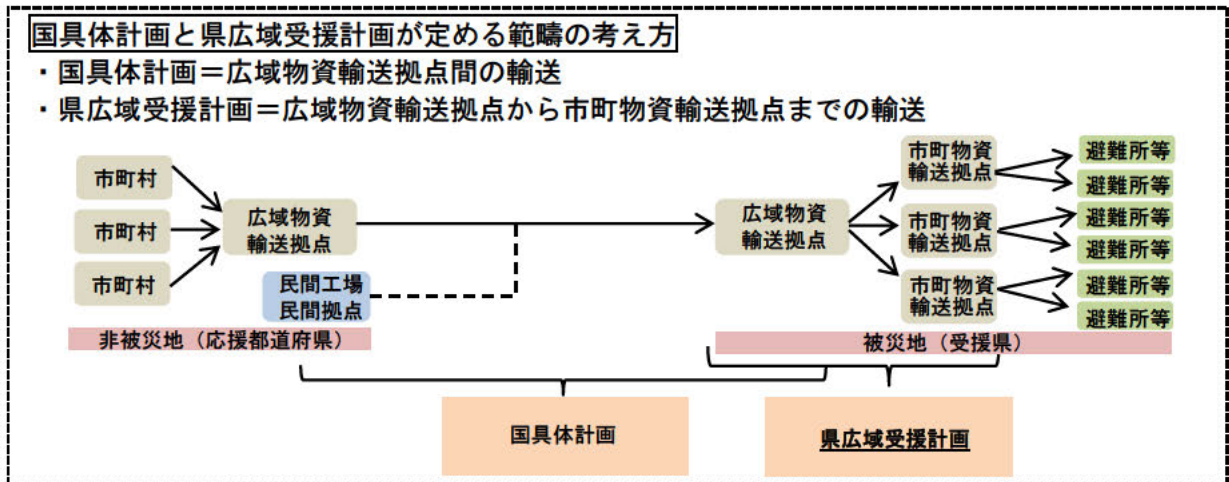 国具体計画と県広域受援計画が定める範疇の考え方
・国具体計画＝広域物資輸送拠点間の輸送
・県広域受援計画＝広域物資輸送拠点から市町物資輸送拠点までの輸送
市町村
市町村
市町村
広域物資
輸送拠点
民間工場
民間拠点
非被災地（応援都道府県）
広域物資
輸送拠点
市町物資
輸送拠点
市町物資
輸送拠点
市町物資
輸送拠点
避難所等
避難所等
避難所等
避難所等
避難所等
避難所等
被災地（受援県）
国具体計画
県広域受援計画